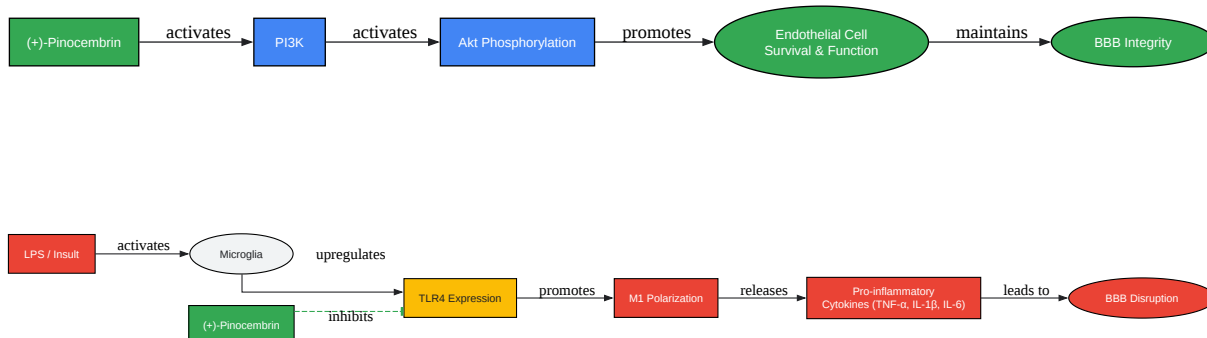 (+)-Pinocembrin
activates
PI3K
activates
Akt Phosphorylation
promotes
Endothelial Cell
Survival & Function
maintains
BBB Integrity
LPS / Insult
activates
Microglia
upregulates
TLR4 Expression
promotes
M1 Polarization
releases
Pro-inflammatory
Cytokines (TNF-α, IL-1β, IL-6)
leads to
BBB Disruption
(+)-Pinocembrin
inhibits